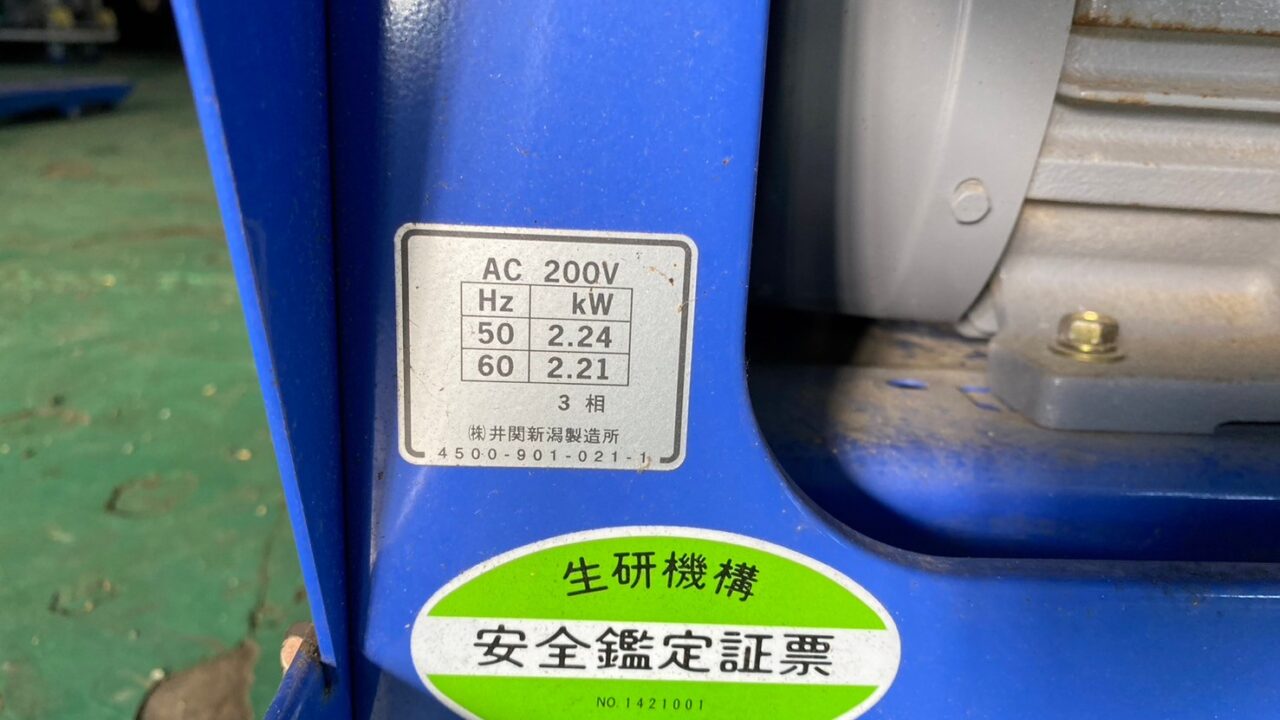 AC 200V
Hz kW
50 2.24
60 2.21
3 相
㈱井関新潟製造所
4500-901-021-1
生研機構
安全鑑定証票
NO.1421001